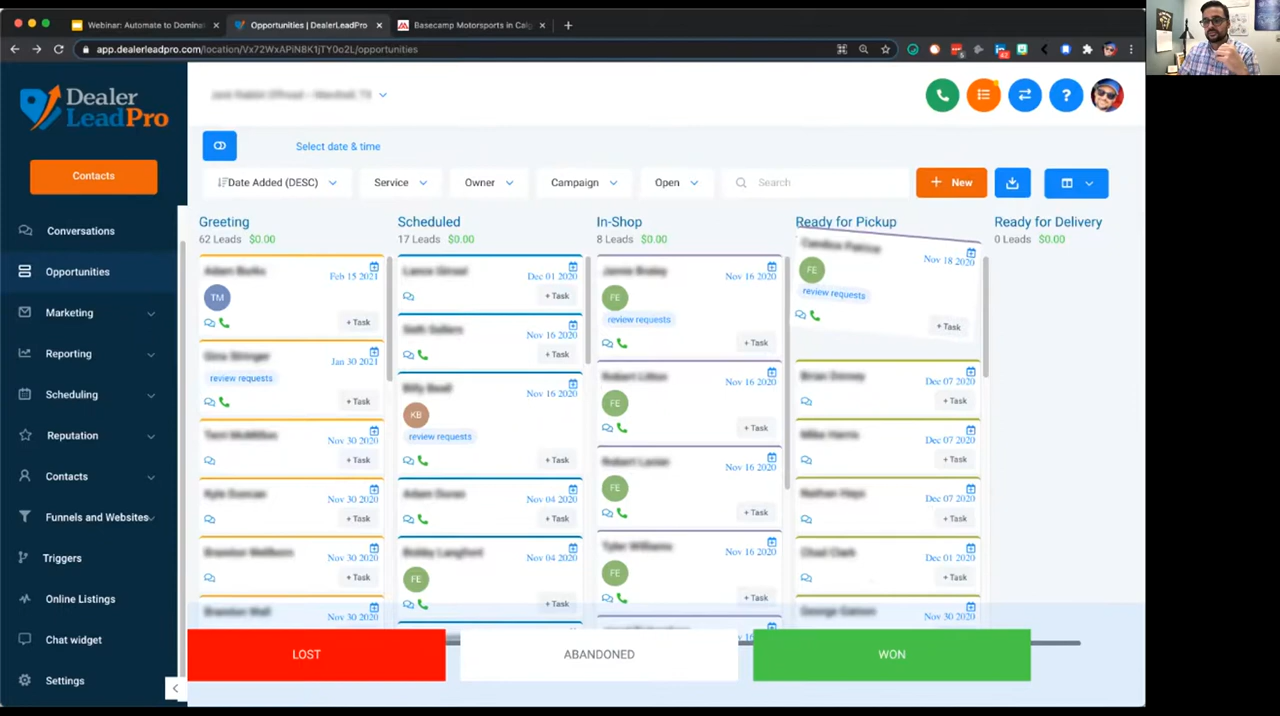 Webinar: Automate to Dominat
Opportunities | DealerLeadPro
Basecamp Motorsports in Calg
app.dealerleadpro.com/location/Vx72WxAPiNBK1jTY0o2L/opportunities
Dealer
LeadPro
Contacts
Conversations
Opportunities
Marketing
Reporting
Scheduling
Reputation
Contacts
Funnels and Websites
Triggers
Online Listings
Chat widget
Settings
Select date & time
Date Added (DESC)
Service
Owner
Campaign
Open
Search
+ New
Greeting
62 Leads $0.00
Feb 15 2021
TM
+ Task
Jan 30 2021
review requests
+ Task
Nov 30 2020
+ Task
Nov 30 2020
+ Task
Nov 30 2020
+ Task
Nov 30 2020
Scheduled
17 Leads $0.00
Dec 01 2020
+ Task
Nov 16 2020
+ Task
Nov 16 2020
KB
review requests
+ Task
Nov 04 2020
+ Task
Nov 04 2020
FE
+ Task
In-Shop
8 Leads $0.00
Nov 16 2020
FE
review requests
+ Task
Nov 16 2020
FE
+ Task
Nov 16 2020
FE
+ Task
Nov 16 2020
FE
+ Task
Ready for Pickup
Nov 18 2020
FE
review requests
+ Task
Dec 07 2020
+ Task
Dec 07 2020
+ Task
Dec 07 2020
+ Task
Dec 01 2020
+ Task
Nov 30 2020
Ready for Delivery
0 Leads $0.00
LOST
ABANDONED
WON